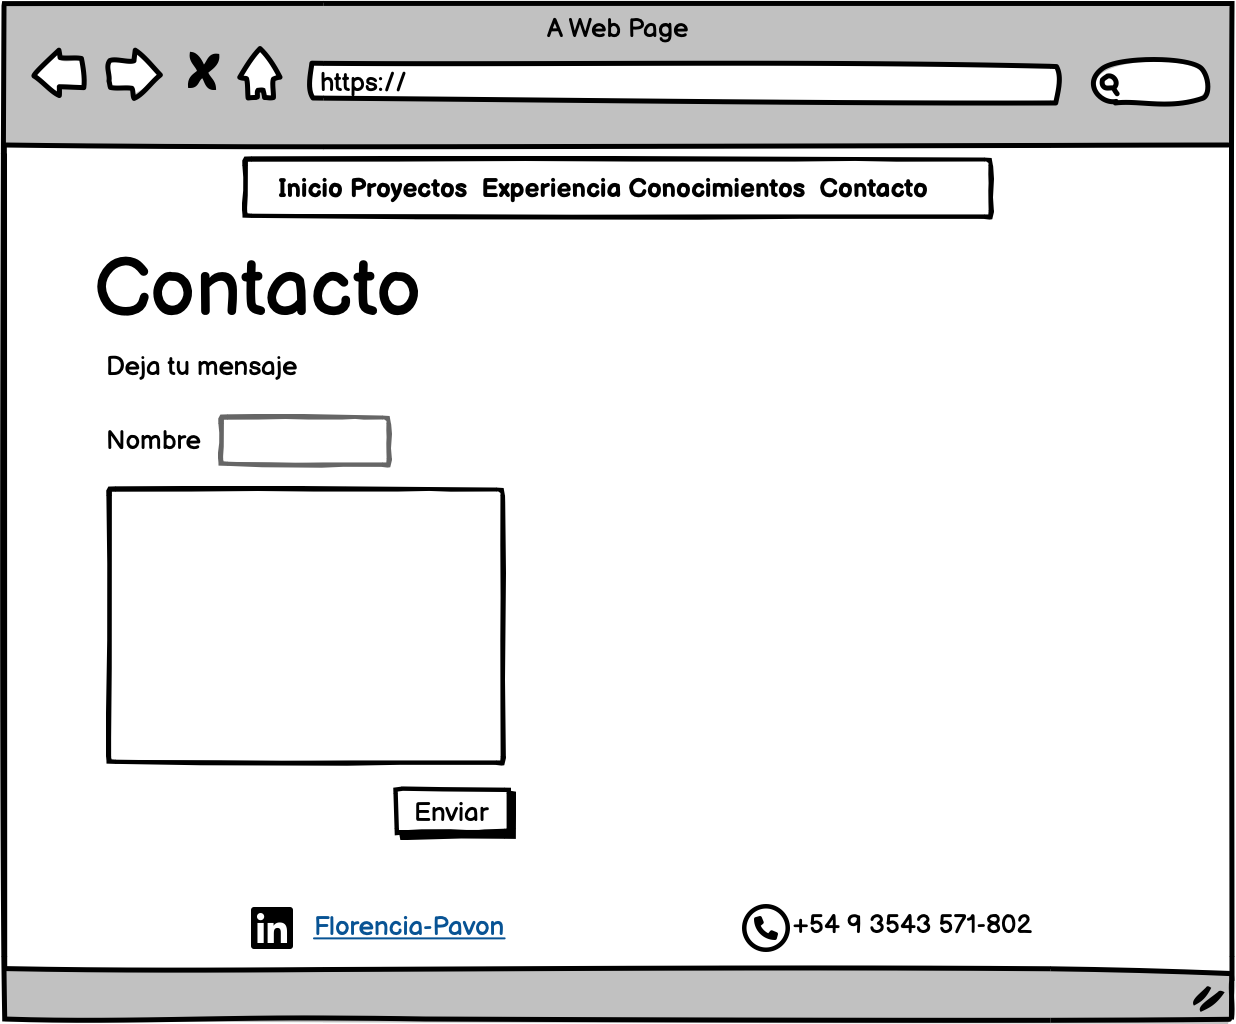 A Web Page
https://
Inicio Proyectos Experiencia Conocimientos Contacto
Contacto
Deja tu mensaje
Nombre
Enviar
in Florencia-Pavon
+54 9 3543 571-802